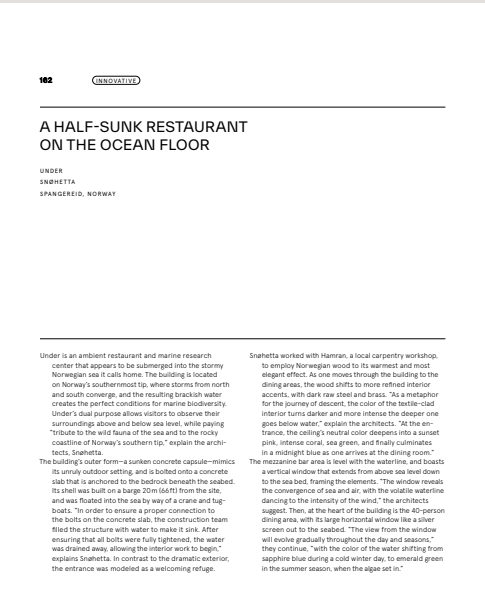 162
INNOVATIVE
A HALF-SUNK RESTAURANT
ON THE OCEAN FLOOR
UNDER
SNØHETTA
SPANGEREID, NORWAY
Under is an ambient restaurant and marine research
center that appears to be submerged into the stormy
Norwegian sea it calls home. The building is located
on Norway's southernmost tip, where storms from north
and south converge, and the resulting brackish water
creates the perfect conditions for marine biodiversity.
Under's dual purpose allows visitors to observe their
surroundings above and below sea level, while paying
"tribute to the wild fauna of the sea and to the rocky
coastline of Norway's southern tip," explain the archi-
tects, Snøhetta.
The building's outer form—a sunken concrete capsule—mimics
its unruly outdoor setting, and is bolted onto a concrete
slab that is anchored to the bedrock beneath the seabed.
Its shell was built on a barge 20 m (66 ft) from the site,
and was floated into the sea by way of a crane and tug-
boats. "In order to ensure a proper connection to
the bolts on the concrete slab, the construction team
filled the structure with water to make it sink. After
ensuring that all bolts were fully tightened, the water
was drained away, allowing the interior work to begin,"
explains Snøhetta. In contrast to the dramatic exterior,
the entrance was modeled as a welcoming refuge.
Snøhetta worked with Hamran, a local carpentry workshop,
to employ Norwegian wood to its warmest and most
elegant effect. As one moves through the building to the
dining areas, the wood shifts to more refined interior
accents, with dark raw steel and brass. "As a metaphor
for the journey of descent, the color of the textile-clad
interior turns darker and more intense the deeper one
goes below water," explain the architects. "At the en-
trance, the ceiling's neutral color deepens into a sunset
pink, intense coral, sea green, and finally culminates
in a midnight blue as one arrives at the dining room."
The mezzanine bar area is level with the waterline, and boasts
a vertical window that extends from above sea level down
to the sea bed, framing the elements. "The window reveals
the convergence of sea and air, with the volatile waterline
dancing to the intensity of the wind," the architects
suggest. Then, at the heart of the building is the 40-person
dining area, with its large horizontal window like a silver
screen out to the seabed. "The view from the window
will evolve gradually throughout the day and seasons,"
they continue, "with the color of the water shifting from
sapphire blue during a cold winter day, to emerald green
in the summer season, when the algae set in."